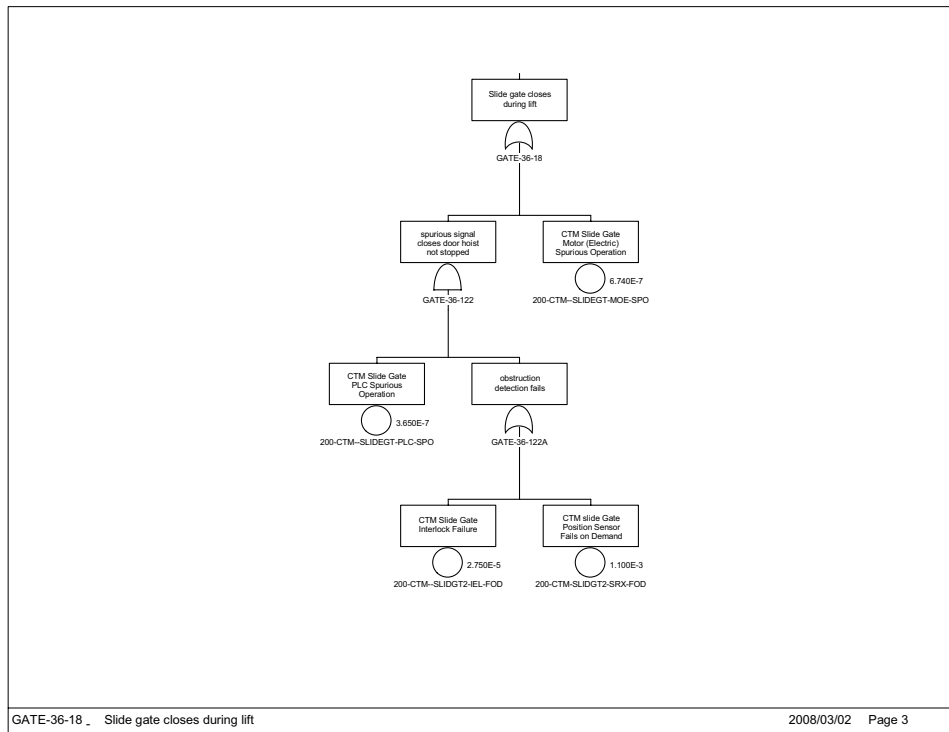 Slide gate closes
during lift
GATE-36-18
spurious signal
closes door hoist
not stopped
GATE-36-122
CTM Slide Gate
Motor (Electric)
Spurious Operation
6.740E-7
200-CTM--SLIDEGT-MOE-SPO
CTM Slide Gate
PLC Spurious
Operation
3.650E-7
200-CTM--SLIDEGT-PLC-SPO
obstruction
detection fails
GATE-36-122A
CTM Slide Gate
Interlock Failure
2.750E-5
200-CTM--SLIDGT2-IEL-FOD
CTM slide Gate
Position Sensor
Fails on Demand
1.100E-3
200-CTM-SLIDGT2-SRX-FOD
GATE-36-18 - Slide gate closes during lift
2008/03/02 Page 3